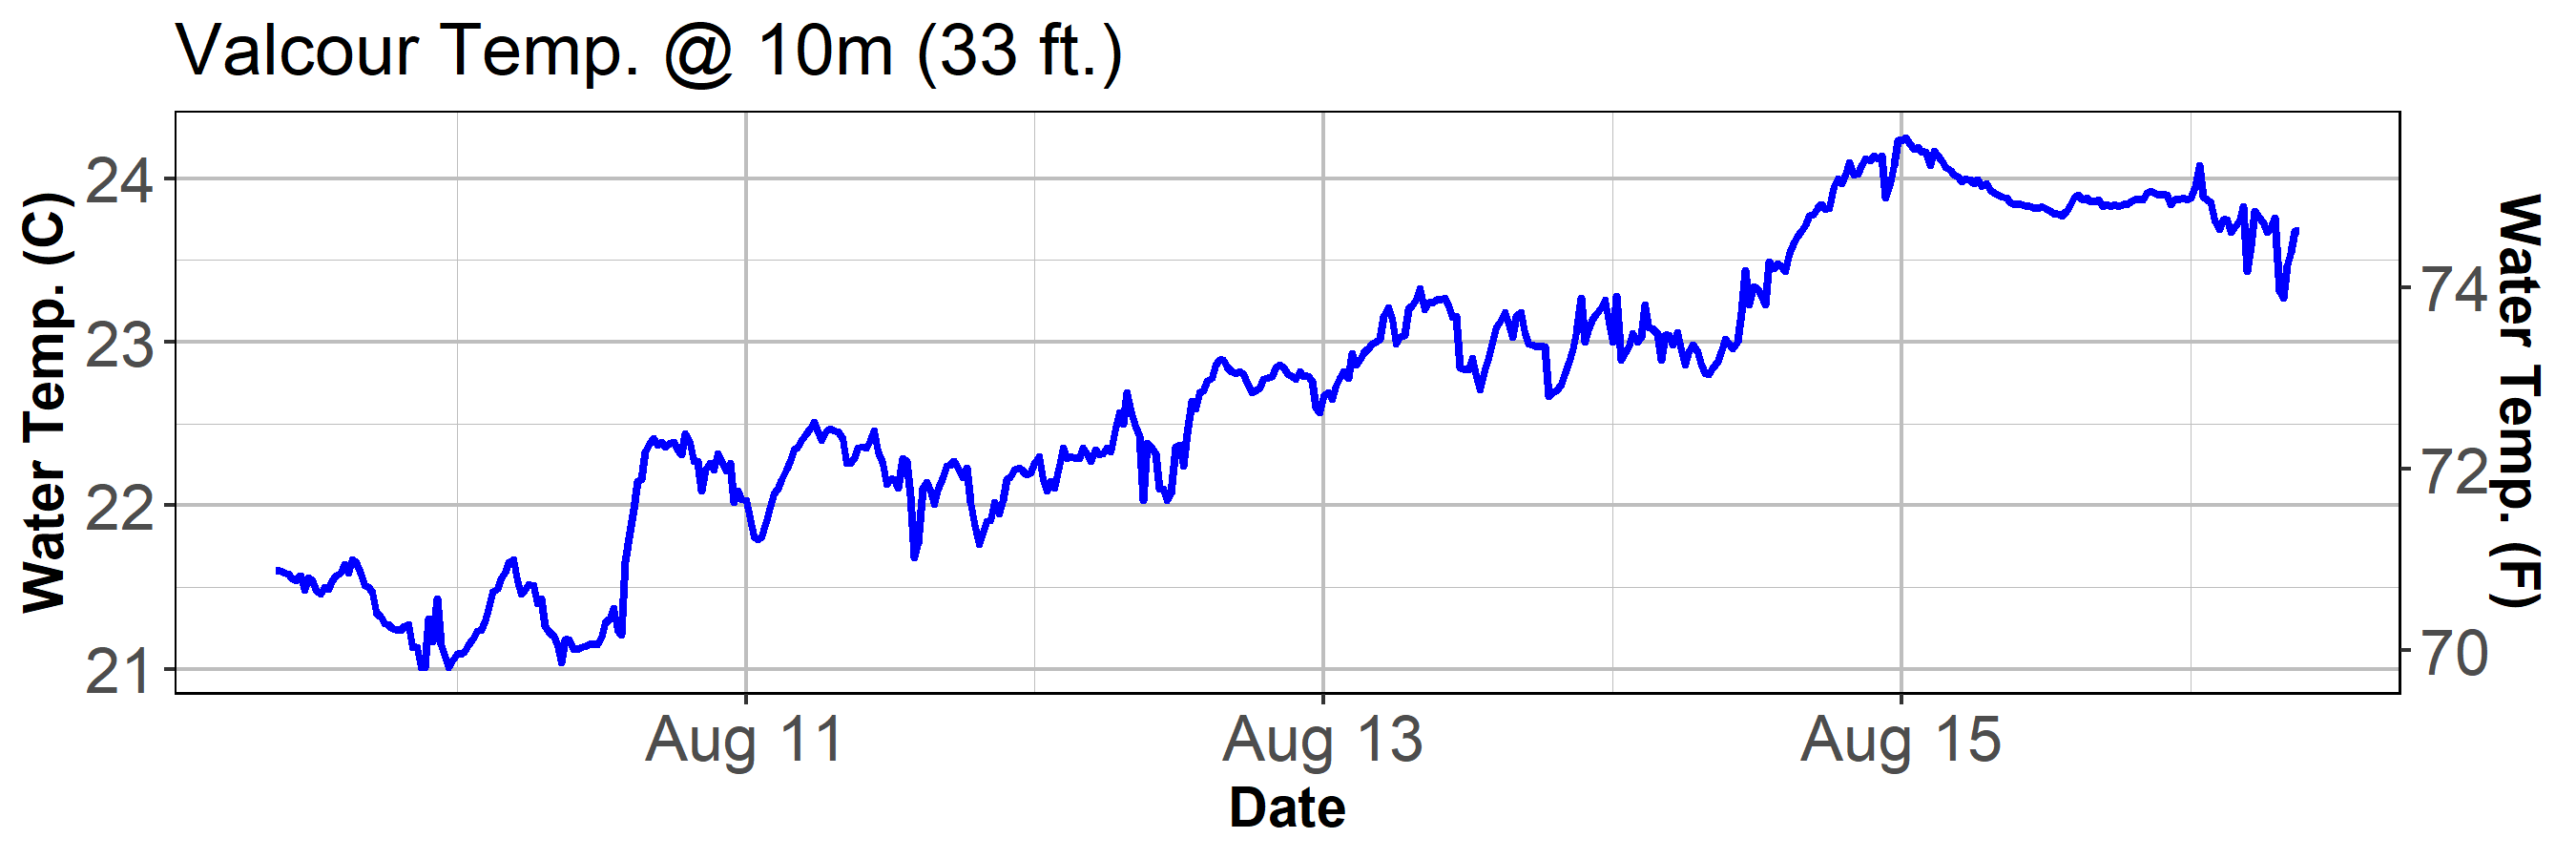 Valcour Temp. @ 10m (33 ft.)
Water Temp. (C)
24
23
22
21
74
72
70
Water Temp. (F)
Aug 11
Aug 13
Aug 15
Date